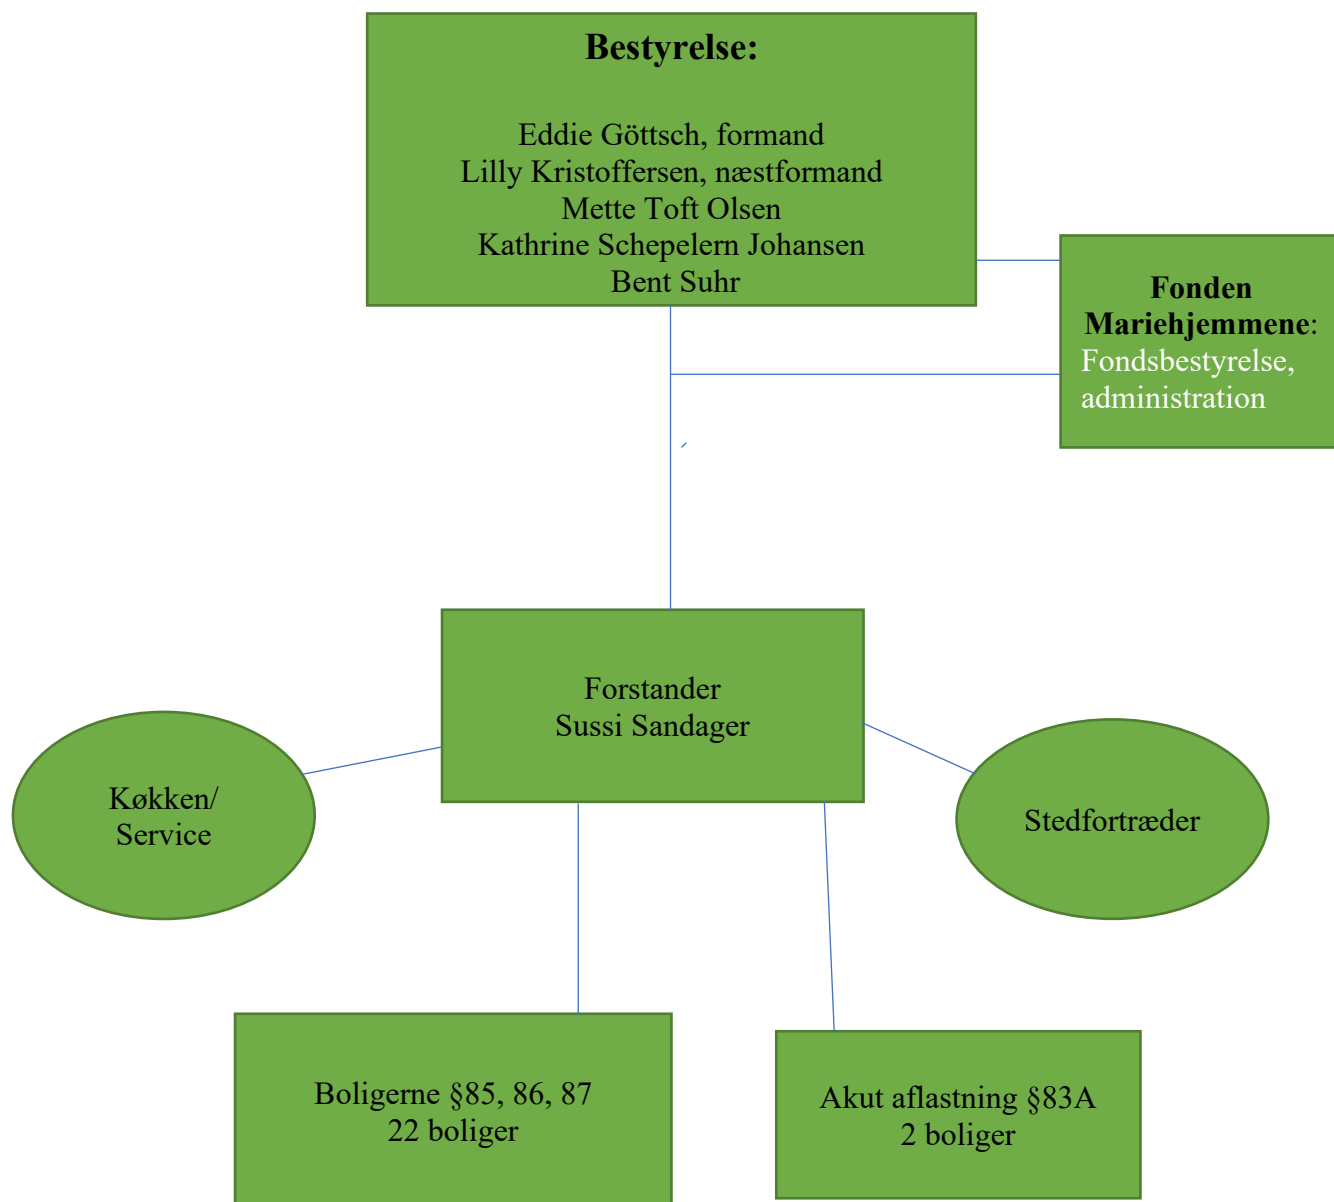 Bestyrelse:
Eddie Göttsch, formand
Lilly Kristoffersen, næstformand
Mette Toft Olsen
Kathrine Schepelern Johansen
Bent Suhr
Fonden
Mariehjemmene:
Fondsbestyrelse,
administration
Forstander
Sussi Sandager
Køkken/
Service
Stedfortræder
Boligerne §85, 86, 87
22 boliger
Akut aflastning §83A
2 boliger